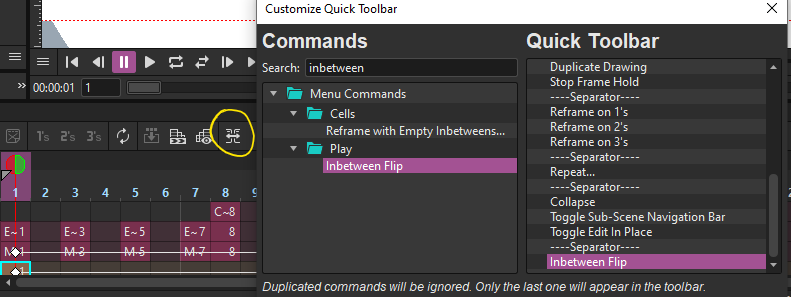 Customize Quick Toolbar
Commands
Search: inbetween
Menu Commands
Cells
Reframe with Empty Inbetweens...
Play
Inbetween Flip
Quick Toolbar
Duplicate Drawing
Stop Frame Hold
----Separator----
Reframe on 1's
Reframe on 2's
Reframe on 3's
----Separator----
Repeat...
----Separator----
Collapse
Toggle Sub-Scene Navigation Bar
Toggle Edit In Place
----Separator----
Inbetween Flip
Duplicated commands will be ignored. Only the last one will appear in the toolbar.
00:00:01 1
1's 2's 3's
1 2 3 4 5 6 7 8 9
C~8
E~1 E~3 E~5 E~7 8
M-1 M-3 M-5 M-7 8
1